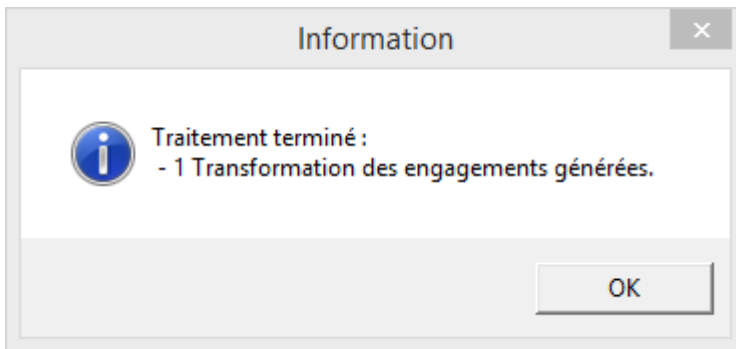 Information
Traitement terminé :
- 1 Transformation des engagements générées.
OK